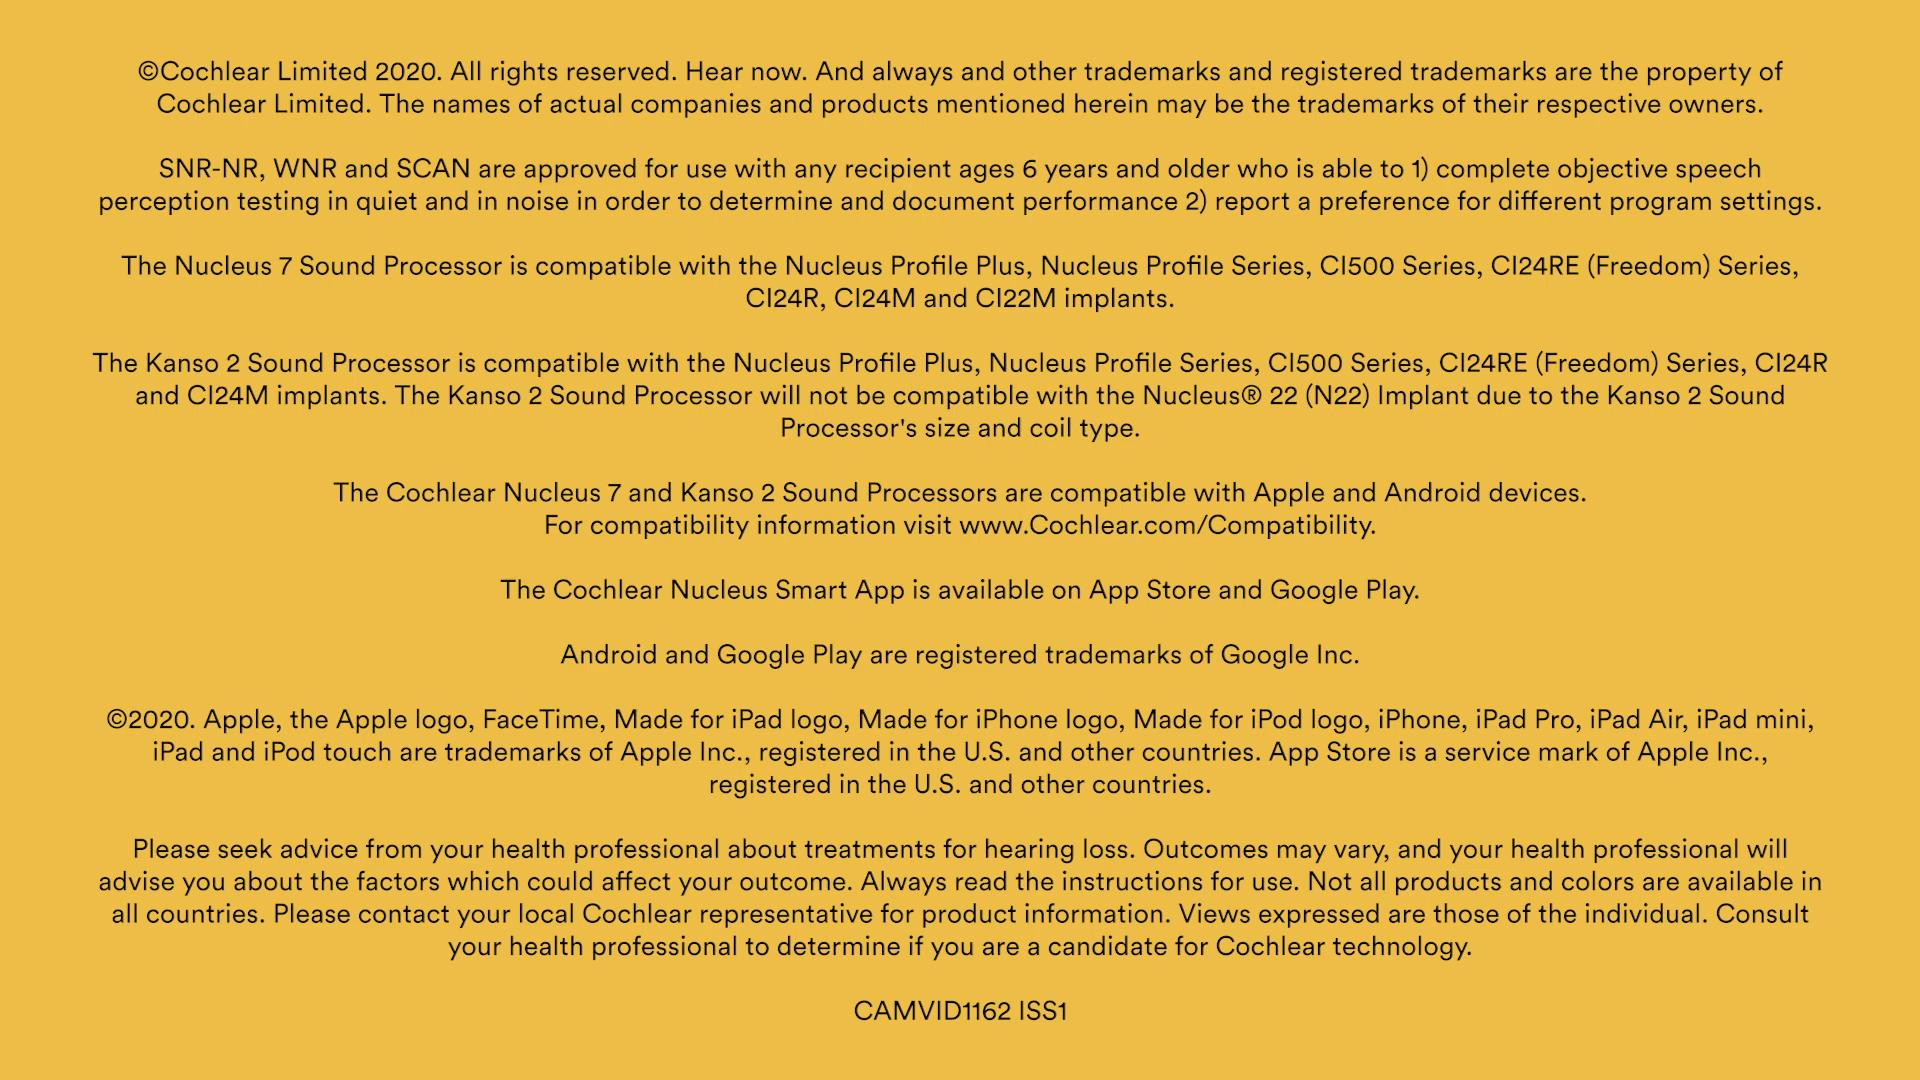 ©Cochlear Limited 2020. All rights reserved. Hear now. And always and other trademarks and registered trademarks are the property of
Cochlear Limited. The names of actual companies and products mentioned herein may be the trademarks of their respective owners.
SNR-NR, WNR and SCAN are approved for use with any recipient ages 6 years and older who is able to 1) complete objective speech
perception testing in quiet and in noise in order to determine and document performance 2) report a preference for different program settings.
The Nucleus 7 Sound Processor is compatible with the Nucleus Profile Plus, Nucleus Profile Series, CI500 Series, CI24RE (Freedom) Series,
CI24R, CI24M and CI22M implants.
The Kanso 2 Sound Processor is compatible with the Nucleus Profile Plus, Nucleus Profile Series, CI500 Series, CI24RE (Freedom) Series, CI24R
and CI24M implants. The Kanso 2 Sound Processor will not be compatible with the Nucleus® 22 (N22) Implant due to the Kanso 2 Sound
Processor's size and coil type.
The Cochlear Nucleus 7 and Kanso 2 Sound Processors are compatible with Apple and Android devices.
For compatibility information visit www.Cochlear.com/Compatibility.
The Cochlear Nucleus Smart App is available on App Store and Google Play.
Android and Google Play are registered trademarks of Google Inc.
©2020. Apple, the Apple logo, FaceTime, Made for iPad logo, Made for iPhone logo, Made for iPod logo, iPhone, iPad Pro, iPad Air, iPad mini,
iPad and iPod touch are trademarks of Apple Inc., registered in the U.S. and other countries. App Store is a service mark of Apple Inc.,
registered in the U.S. and other countries.
Please seek advice from your health professional about treatments for hearing loss. Outcomes may vary, and your health professional will
advise you about the factors which could affect your outcome. Always read the instructions for use. Not all products and colors are available in
all countries. Please contact your local Cochlear representative for product information. Views expressed are those of the individual. Consult
your health professional to determine if you are a candidate for Cochlear technology.
CAMVID1162 ISS1